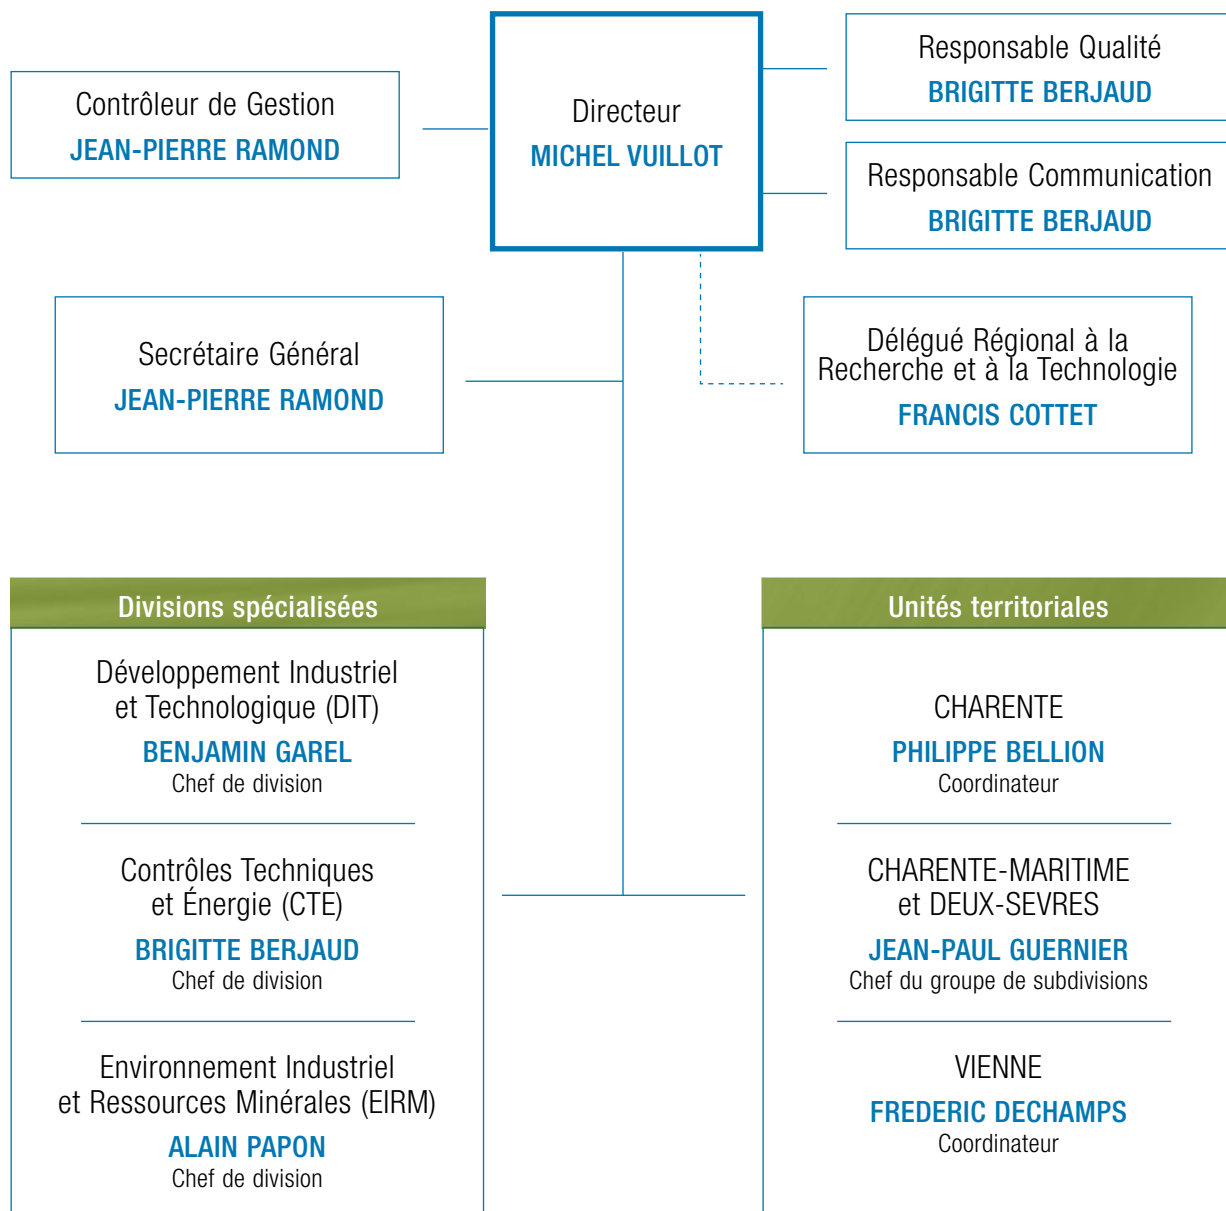 Contrôleur de Gestion
JEAN-PIERRE RAMOND
Directeur
MICHEL VUILLOT
Responsable Qualité
BRIGITTE BERJAUD
Responsable Communication
BRIGITTE BERJAUD
Secrétaire Général
JEAN-PIERRE RAMOND
Délégué Régional à la
Recherche et à la Technologie
FRANCIS COTTET
Divisions spécialisées
Développement Industriel
et Technologique (DIT)
BENJAMIN GAREL
Chef de division
Contrôles Techniques
et Énergie (CTE)
BRIGITTE BERJAUD
Chef de division
Environnement Industriel
et Ressources Minérales (EIRM)
ALAIN PAPON
Chef de division
Unités territoriales
CHARENTE
PHILIPPE BELLION
Coordinateur
CHARENTE-MARITIME
et DEUX-SEVRES
JEAN-PAUL GUERNIER
Chef du groupe de subdivisions
VIENNE
FREDERIC DECHAMPS
Coordinateur